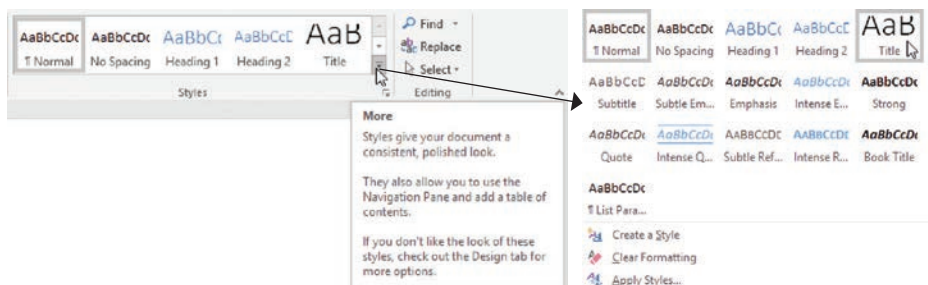 AaBbCcDc AaBbCcDc AaBbCc AaBbCcE AaB
¶ Normal No Spacing Heading 1 Heading 2 Title
Styles
Find
Replace
Select
Editing
More
Styles give your document a
consistent, polished look.
They also allow you to use the
Navigation Pane and add a table of
contents.
If you don't like the look of these
styles, check out the Design tab for
more options.
AaBbCcDc AaBbCcDc AaBbCc AaBbCcE AaB
¶ Normal No Spacing Heading 1 Heading 2 Title
AaBbCcD AaBbCcDc AaBbCcDc AaBbCcDc AaBbCcDc
Subtitle Subtle Em... Emphasis Intense E... Strong
AaBbCcDc AaBbCcDc AABBCCDC AABBCCDC AaBbCcDc
Quote Intense Q... Subtle Ref... Intense R... Book Title
AaBbCcDc
¶ List Para...
Create a Style
Clear Formatting
Apply Styles...